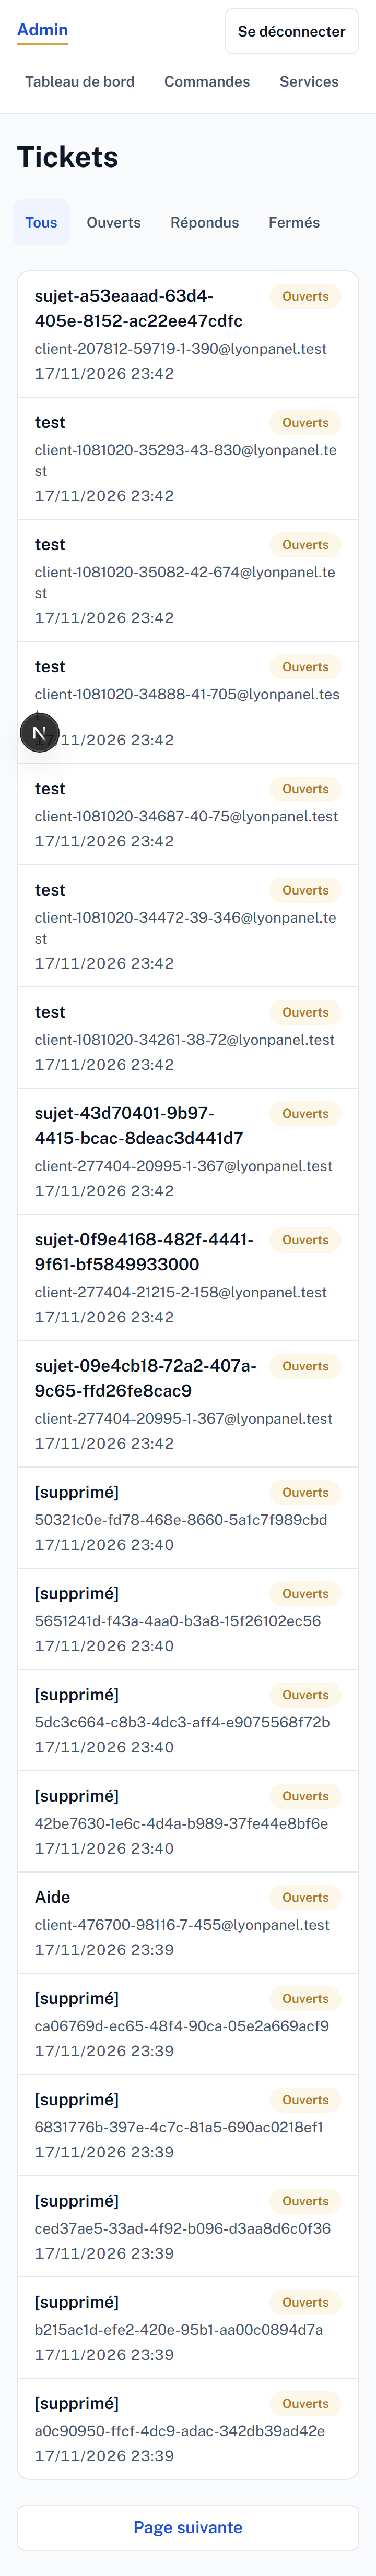 Admin
Se déconnecter
Tableau de bord
Commandes
Services
Tickets
Tous
Ouverts
Répondus
Fermés
sujet-a53eaaad-63d4-
405e-8152-ac22ee47cdfc
Ouverts
client-207812-59719-1-390@lyonpanel.test
17/11/2026 23:42
test
Ouverts
client-1081020-35293-43-830@lyonpanel.te
st
17/11/2026 23:42
test
Ouverts
client-1081020-35082-42-674@lyonpanel.te
st
17/11/2026 23:42
test
Ouverts
client-1081020-34888-41-705@lyonpanel.tes
t
N
17/11/2026 23:42
test
Ouverts
client-1081020-34687-40-75@lyonpanel.test
17/11/2026 23:42
test
Ouverts
client-1081020-34472-39-346@lyonpanel.te
st
17/11/2026 23:42
test
Ouverts
client-1081020-34261-38-72@lyonpanel.test
17/11/2026 23:42
sujet-43d70401-9b97-
4415-bcac-8deac3d441d7
Ouverts
client-277404-20995-1-367@lyonpanel.test
17/11/2026 23:42
sujet-0f9e4168-482f-4441-
9f61-bf5849933000
Ouverts
client-277404-21215-2-158@lyonpanel.test
17/11/2026 23:42
sujet-09e4cb18-72a2-407a-
9c65-ffd26fe8cac9
Ouverts
client-277404-20995-1-367@lyonpanel.test
17/11/2026 23:42
[supprimé]
Ouverts
50321c0e-fd78-468e-8660-5a1c7f989cbd
17/11/2026 23:40
[supprimé]
Ouverts
5651241d-f43a-4aa0-b3a8-15f26102ec56
17/11/2026 23:40
[supprimé]
Ouverts
5dc3c664-c8b3-4dc3-aff4-e9075568f72b
17/11/2026 23:40
[supprimé]
Ouverts
42be7630-1e6c-4d4a-b989-37fe44e8bf6e
17/11/2026 23:40
Aide
Ouverts
client-476700-98116-7-455@lyonpanel.test
17/11/2026 23:39
[supprimé]
Ouverts
ca06769d-ec65-48f4-90ca-05e2a669acf9
17/11/2026 23:39
[supprimé]
Ouverts
6831776b-397e-4c7c-81a5-690ac0218ef1
17/11/2026 23:39
[supprimé]
Ouverts
ced37ae5-33ad-4f92-b096-d3aa8d6c0f36
17/11/2026 23:39
[supprimé]
Ouverts
b215ac1d-efe2-420e-95b1-aa00c0894d7a
17/11/2026 23:39
[supprimé]
Ouverts
a0c90950-ffcf-4dc9-adac-342db39ad42e
17/11/2026 23:39
Page suivante